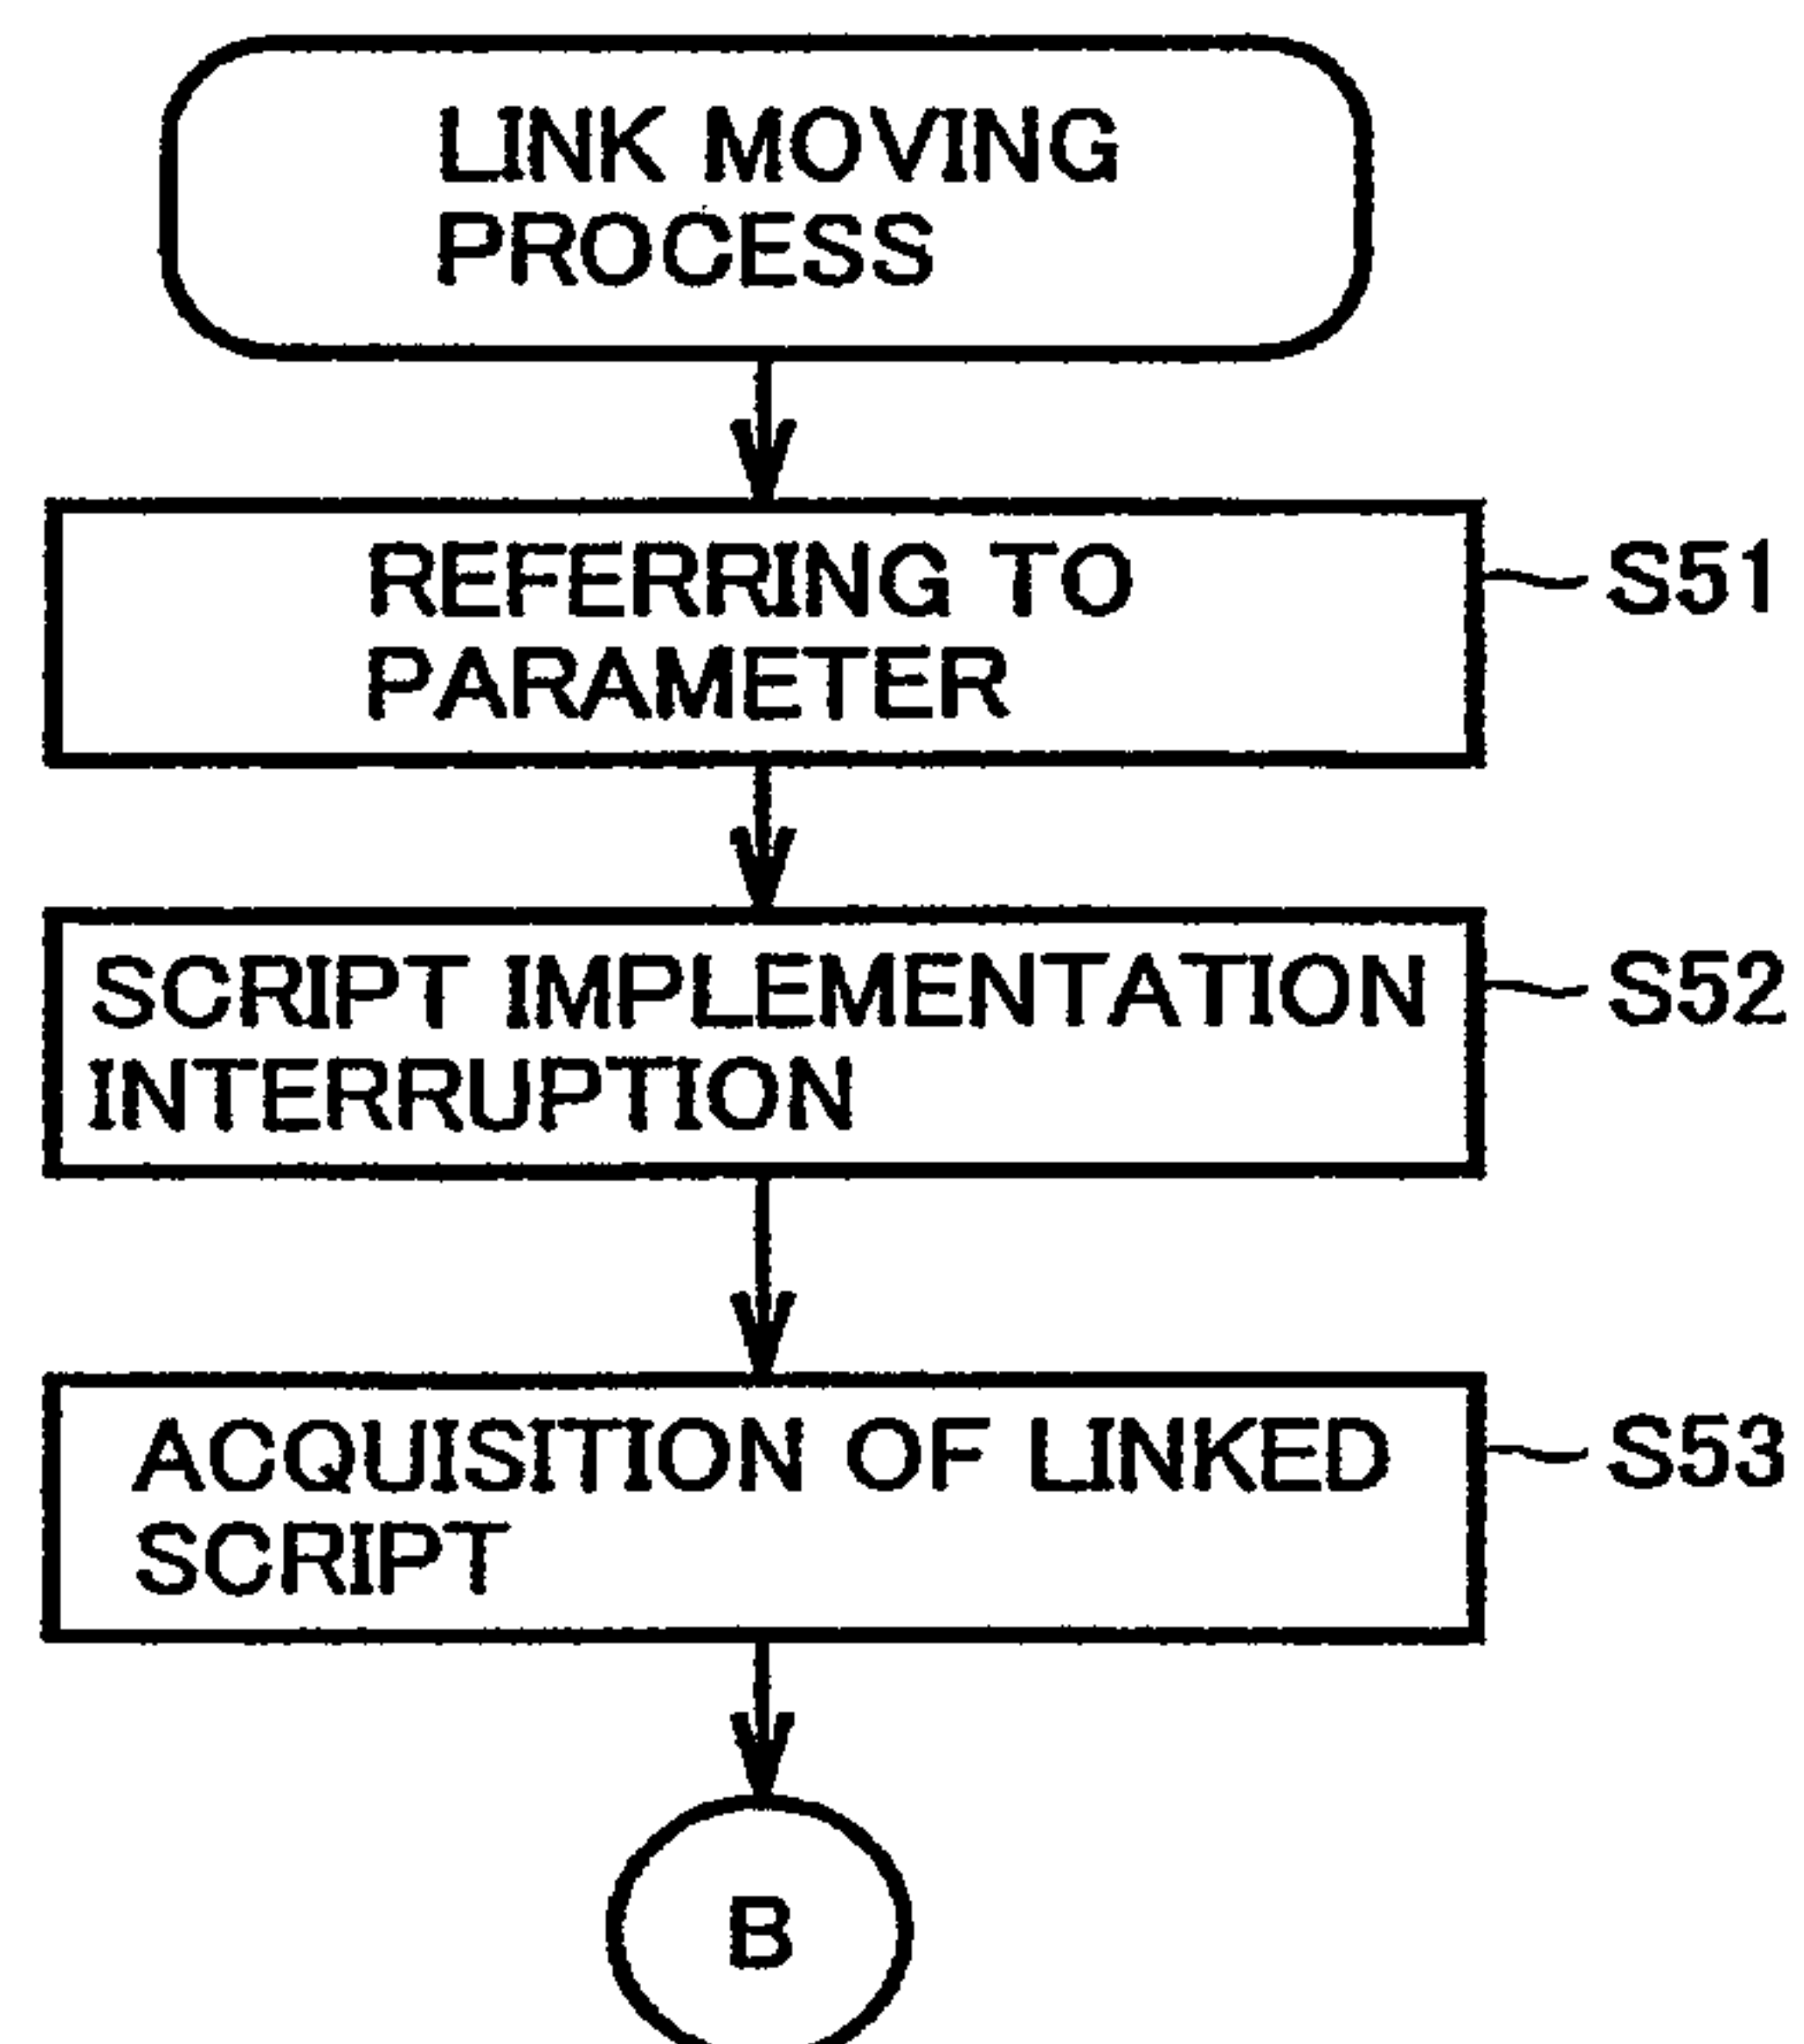 LINK MOVING
PROCESS
REFERRING TO
PARAMETER
S51
SCRIPT IMPLEMENTATION
INTERRUPTION
S52
ACQUISITION OF LINKED
SCRIPT
S53
B